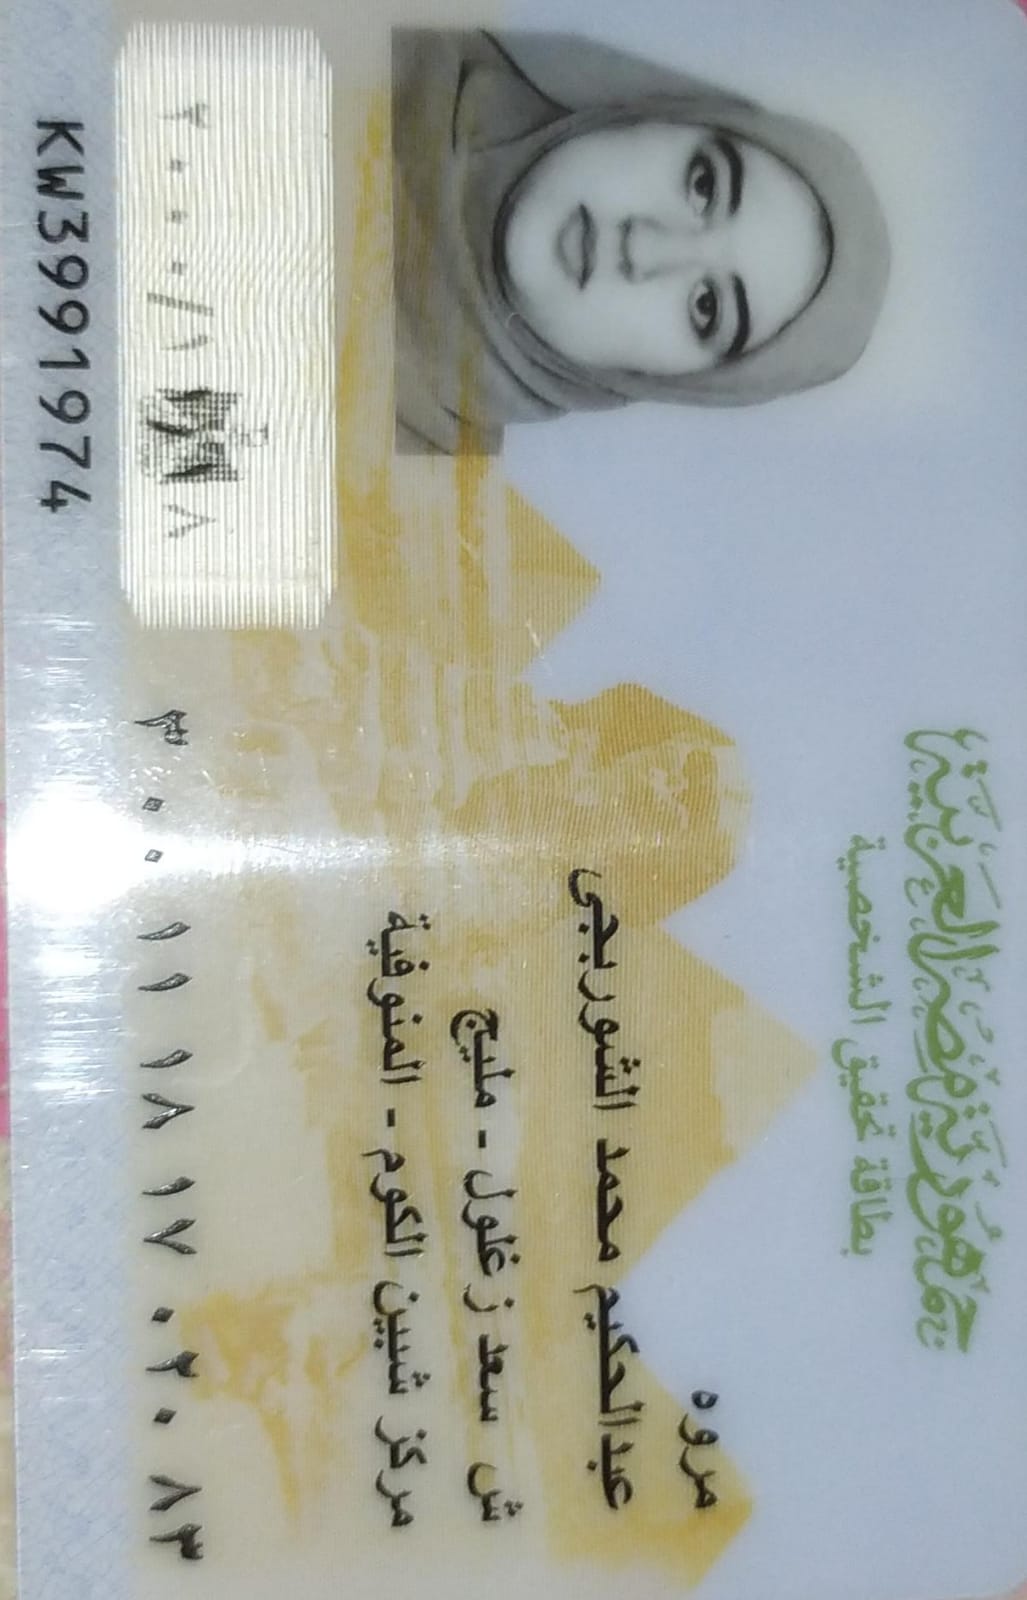 جمهورية مصر العربية
بطاقة تحقيق الشخصية
مروه
عبدالحكيم محمد الشوربجى
ش سعد زغلول - مليج
مركز شبين الكوم - المنوفية
٣٠٠١١١٨١٧٠٢٠٨٣
KW3991974